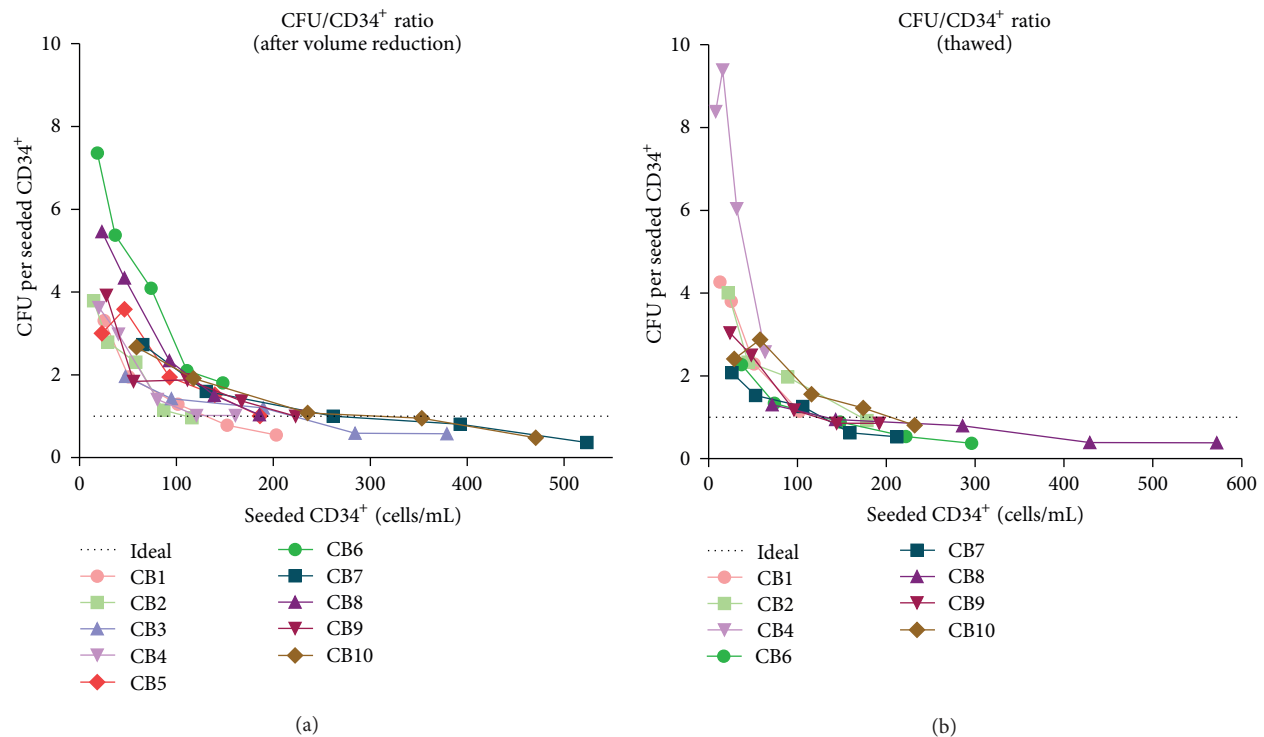 CFU/CD34+ ratio
(after volume reduction)
10
8
6
4
2
0
CFU per seeded CD34+
0 100 200 300 400 500
Seeded CD34+ (cells/mL)
Ideal
CB1
CB2
CB3
CB4
CB5
CB6
CB7
CB8
CB9
CB10
(a)
CFU/CD34+ ratio
(thawed)
10
8
6
4
2
0
CFU per seeded CD34+
0 100 200 300 400 500 600
Seeded CD34+ (cells/mL)
Ideal
CB1
CB2
CB4
CB6
CB7
CB8
CB9
CB10
(b)